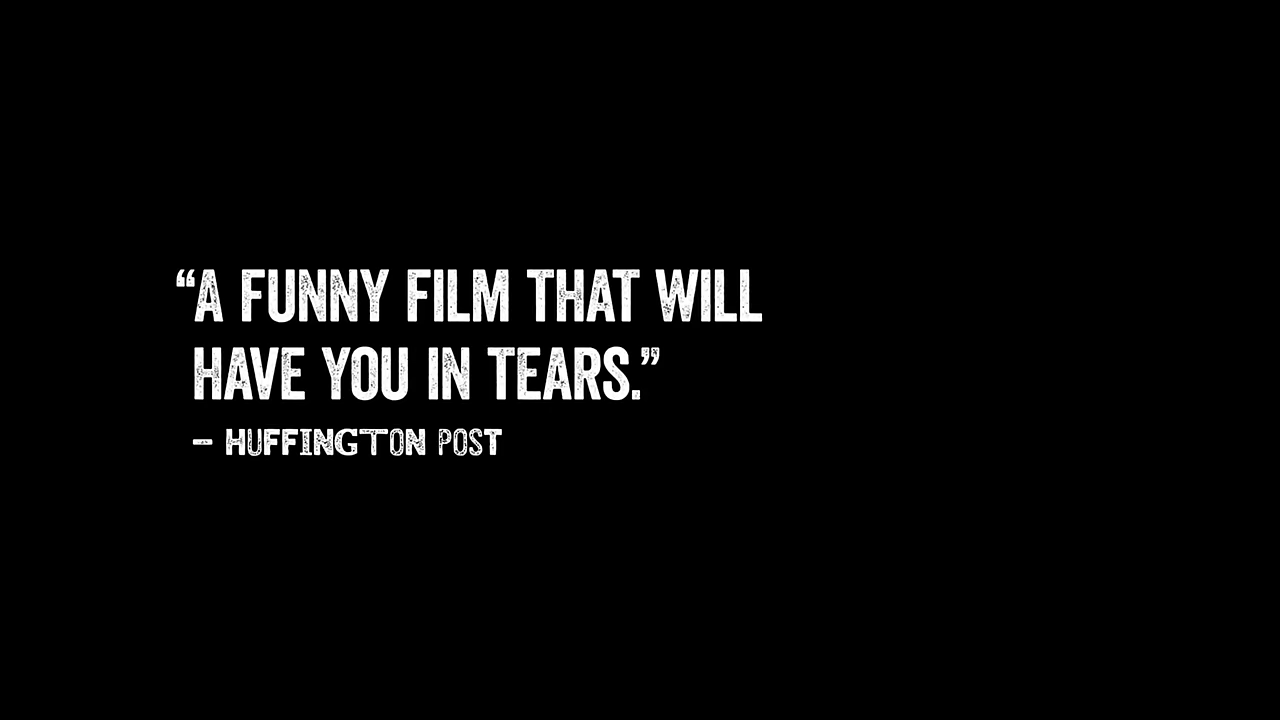 “A FUNNY FILM THAT WILL
HAVE YOU IN TEARS.”
– HUFFINGTON POST